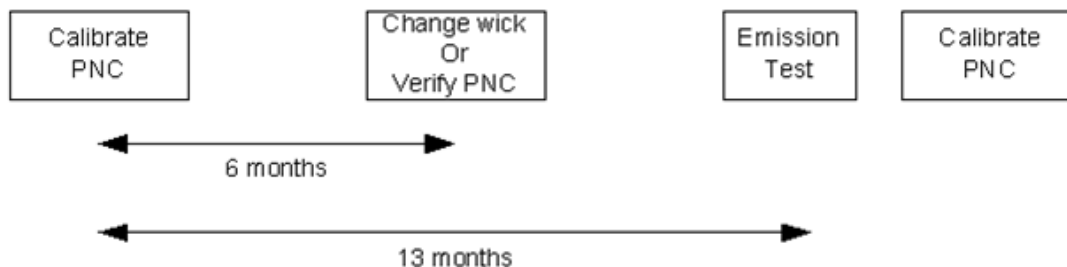 Calibrate
PNC
Change wick
Or
Verify PNC
Emission
Test
Calibrate
PNC
6 months
13 months